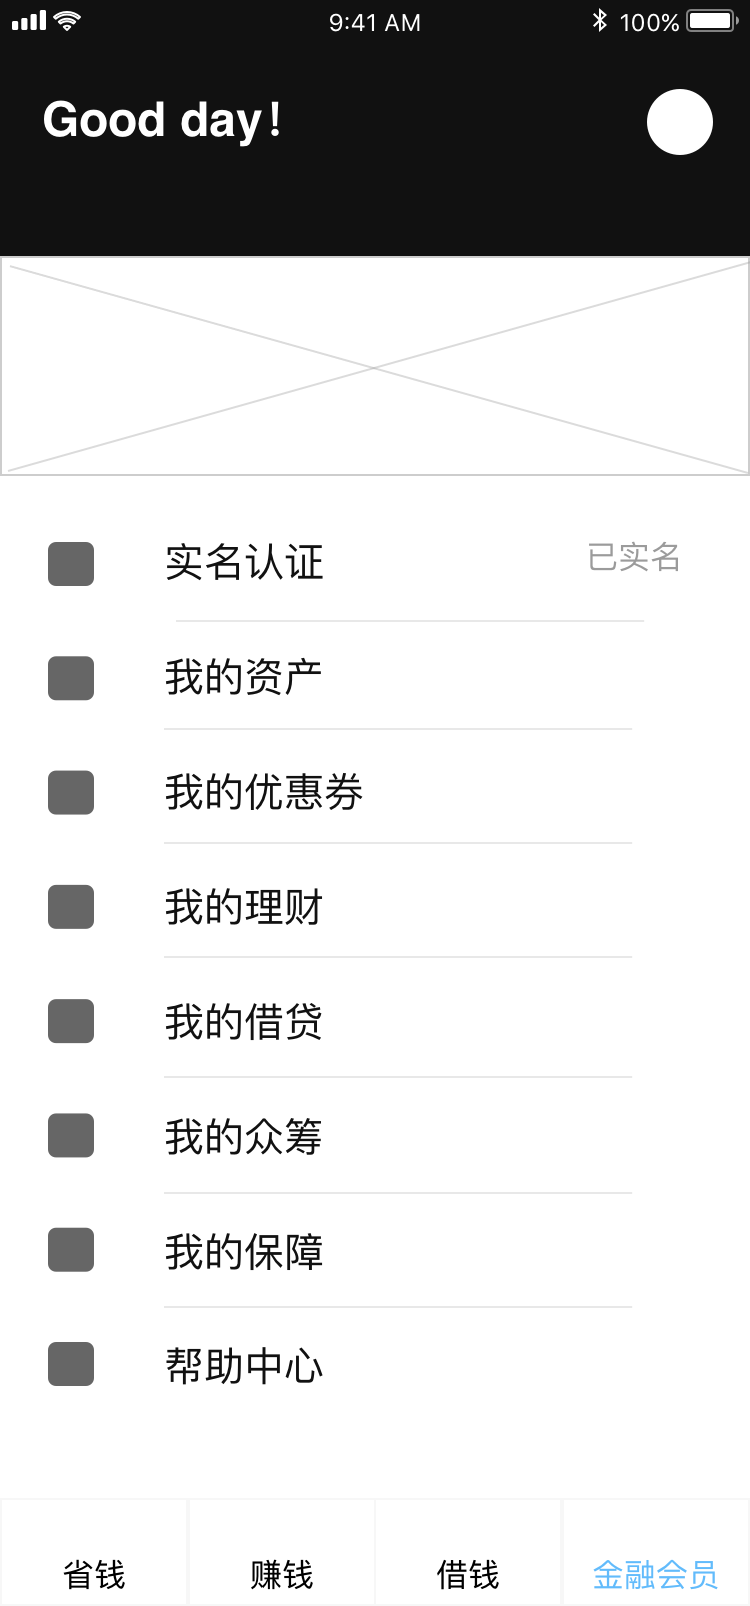 9:41 AM 100%
Good day!
实名认证 已实名
我的资产
我的优惠券
我的理财
我的借贷
我的众筹
我的保障
帮助中心
省钱 赚钱 借钱 金融会员